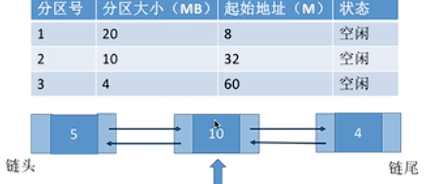 分区号 分区大小（MB） 起始地址（M） 状态
1 20 8 空闲
2 10 32 空闲
3 4 60 空闲
5 10 4
链头 链尾